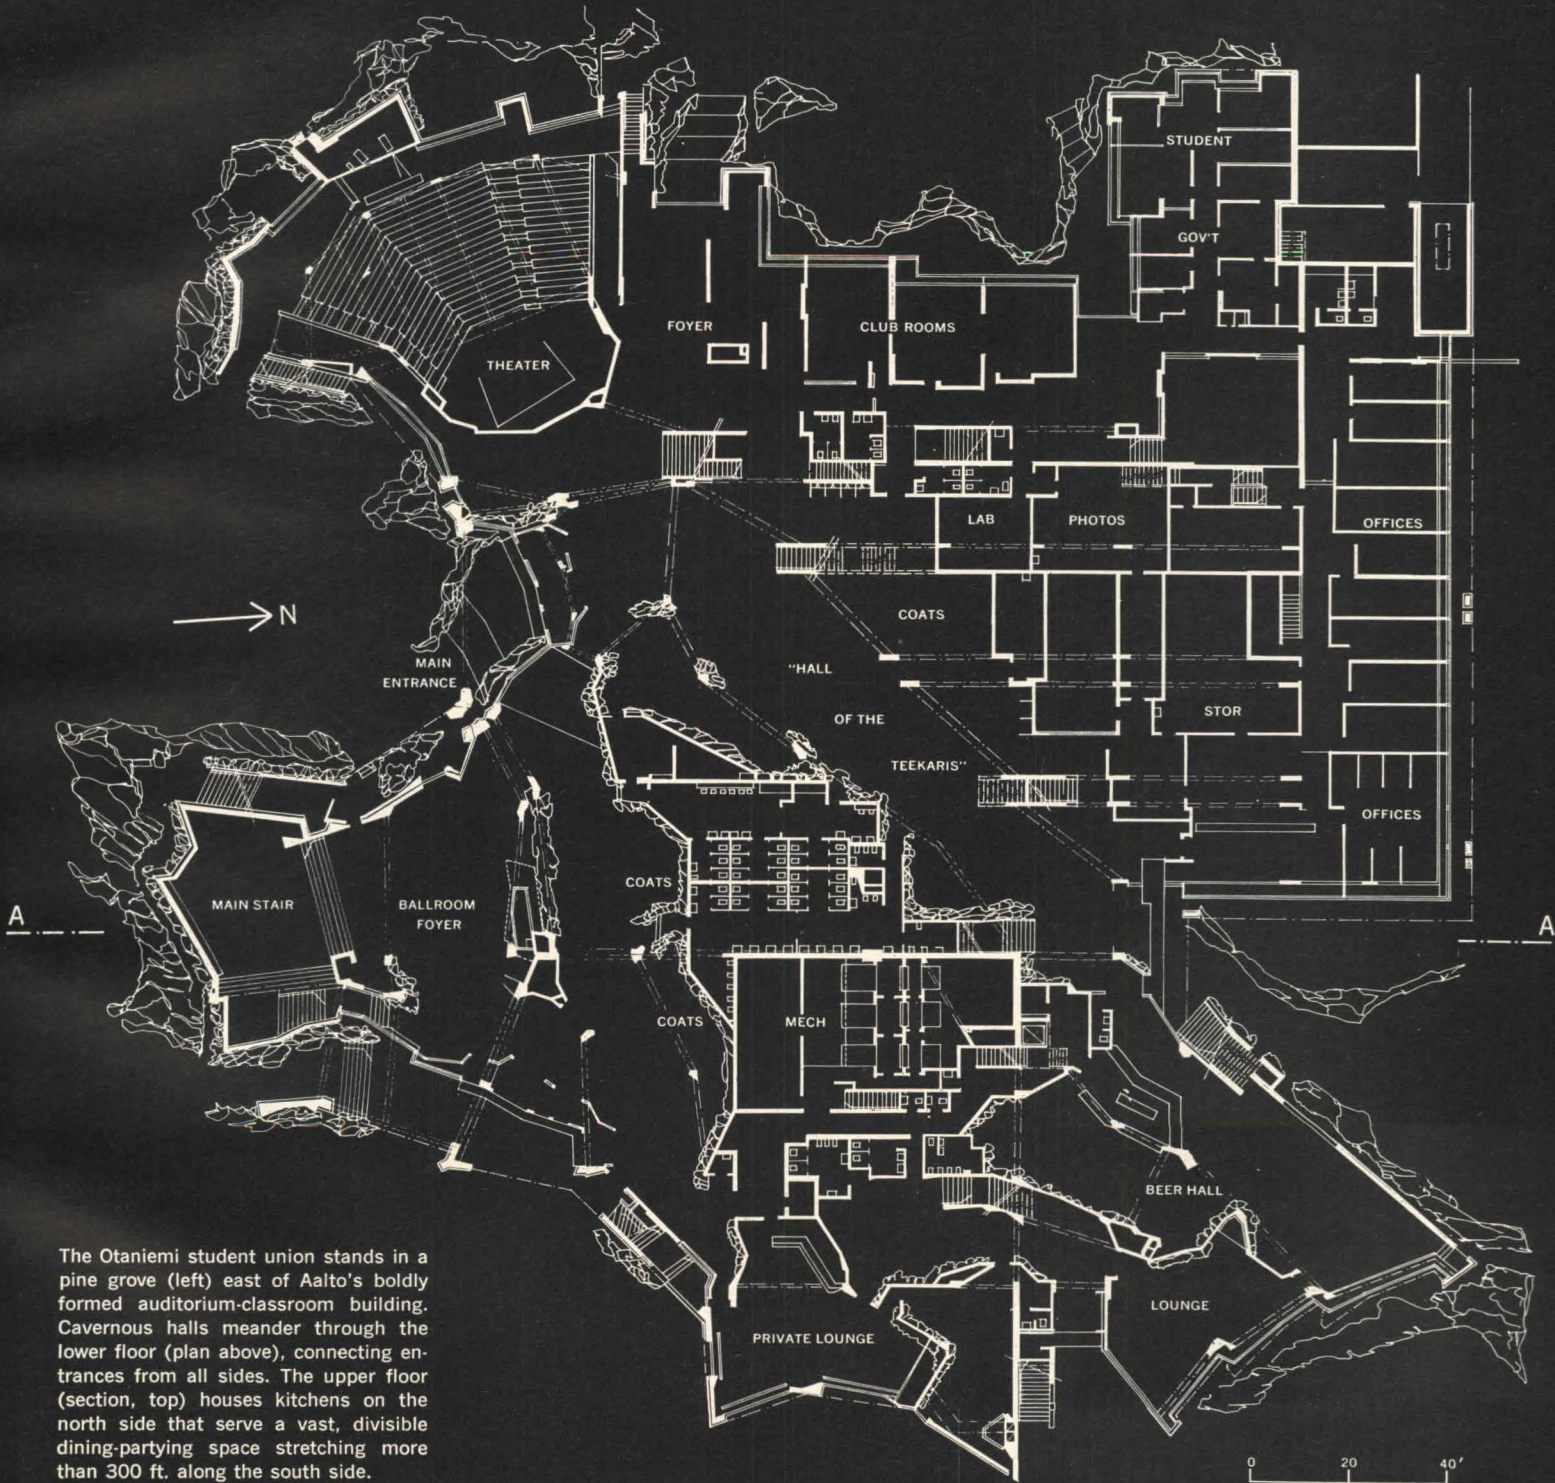 STUDENT
GOV'T
FOYER
CLUB ROOMS
THEATER
LAB
PHOTOS
OFFICES
COATS
N
MAIN
ENTRANCE
"HALL
OF THE
TEEKARIS"
STOR
OFFICES
COATS
MAIN STAIR
BALLROOM
FOYER
A
A
COATS
MECH
BEER HALL
LOUNGE
PRIVATE LOUNGE
The Otaniemi student union stands in a
pine grove (left) east of Aalto's boldly
formed auditorium-classroom building.
Cavernous halls meander through the
lower floor (plan above), connecting en-
trances from all sides. The upper floor
(section, top) houses kitchens on the
north side that serve a vast, divisible
dining-partying space stretching more
than 300 ft. along the south side.
0 20 40'